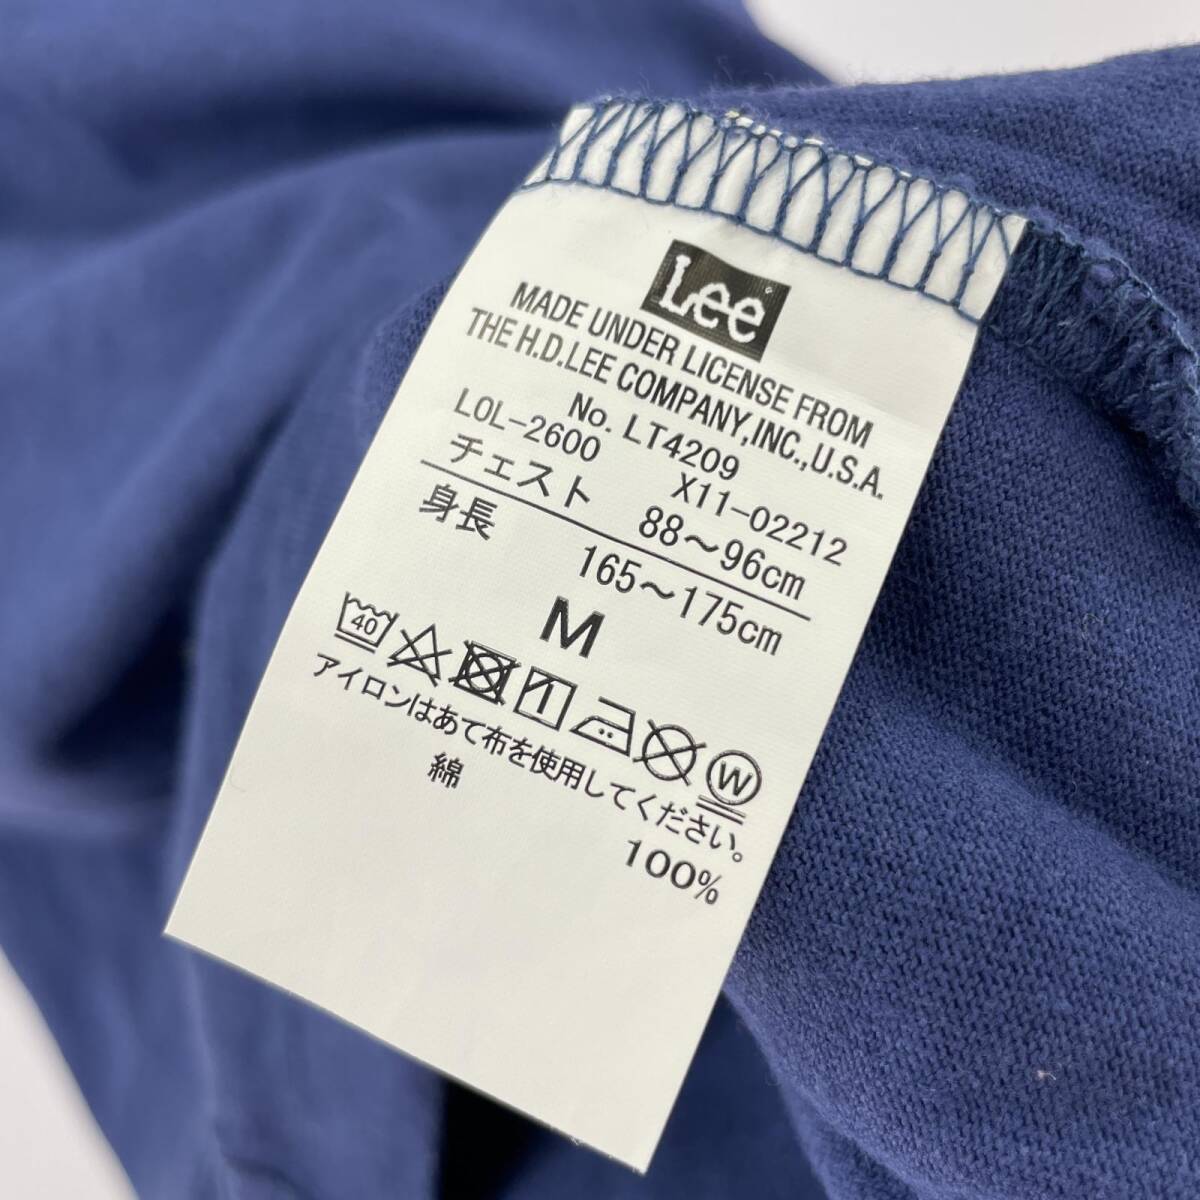 Lee
MADE UNDER LICENSE FROM
THE H.D.LEE COMPANY,INC.,U.S.A.
No. LT4209
LOL-2600 X11-02212
チェスト 88～96cm
身長 165～175cm
M
40 W
アイロンはあて布を使用してください。
綿 100%